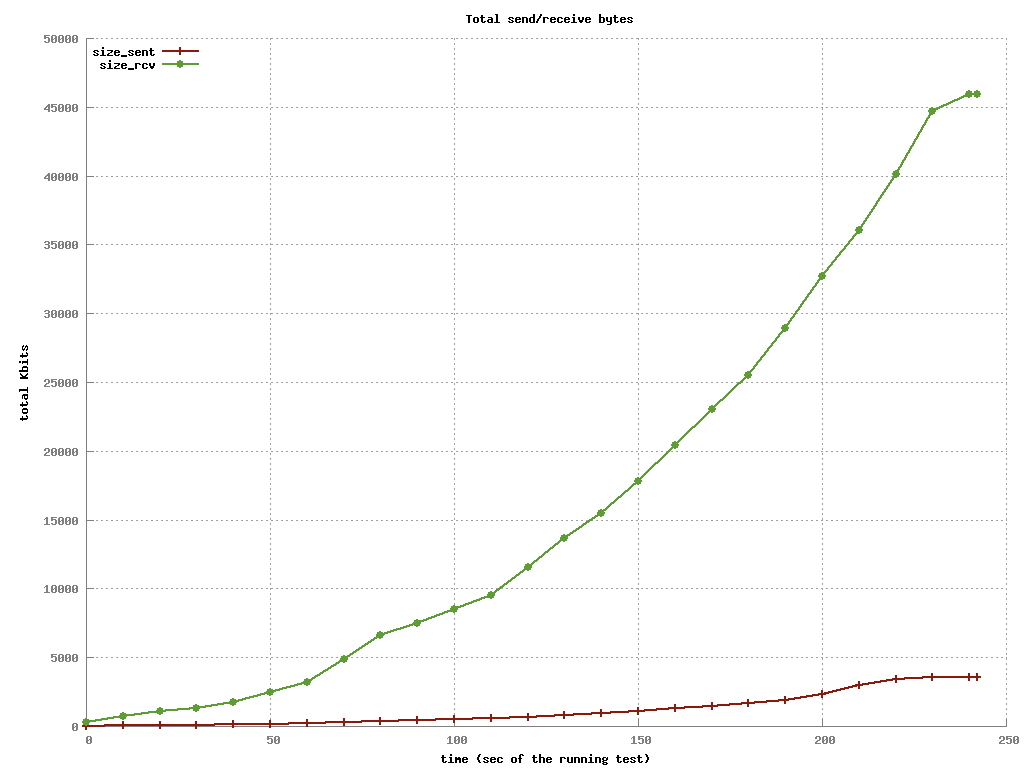 Total send/receive bytes
50000
size_sent
size_rcv
45000
40000
35000
30000
total Kbits
25000
20000
15000
10000
5000
0
0 50 100 150 200 250
time (sec of the running test)